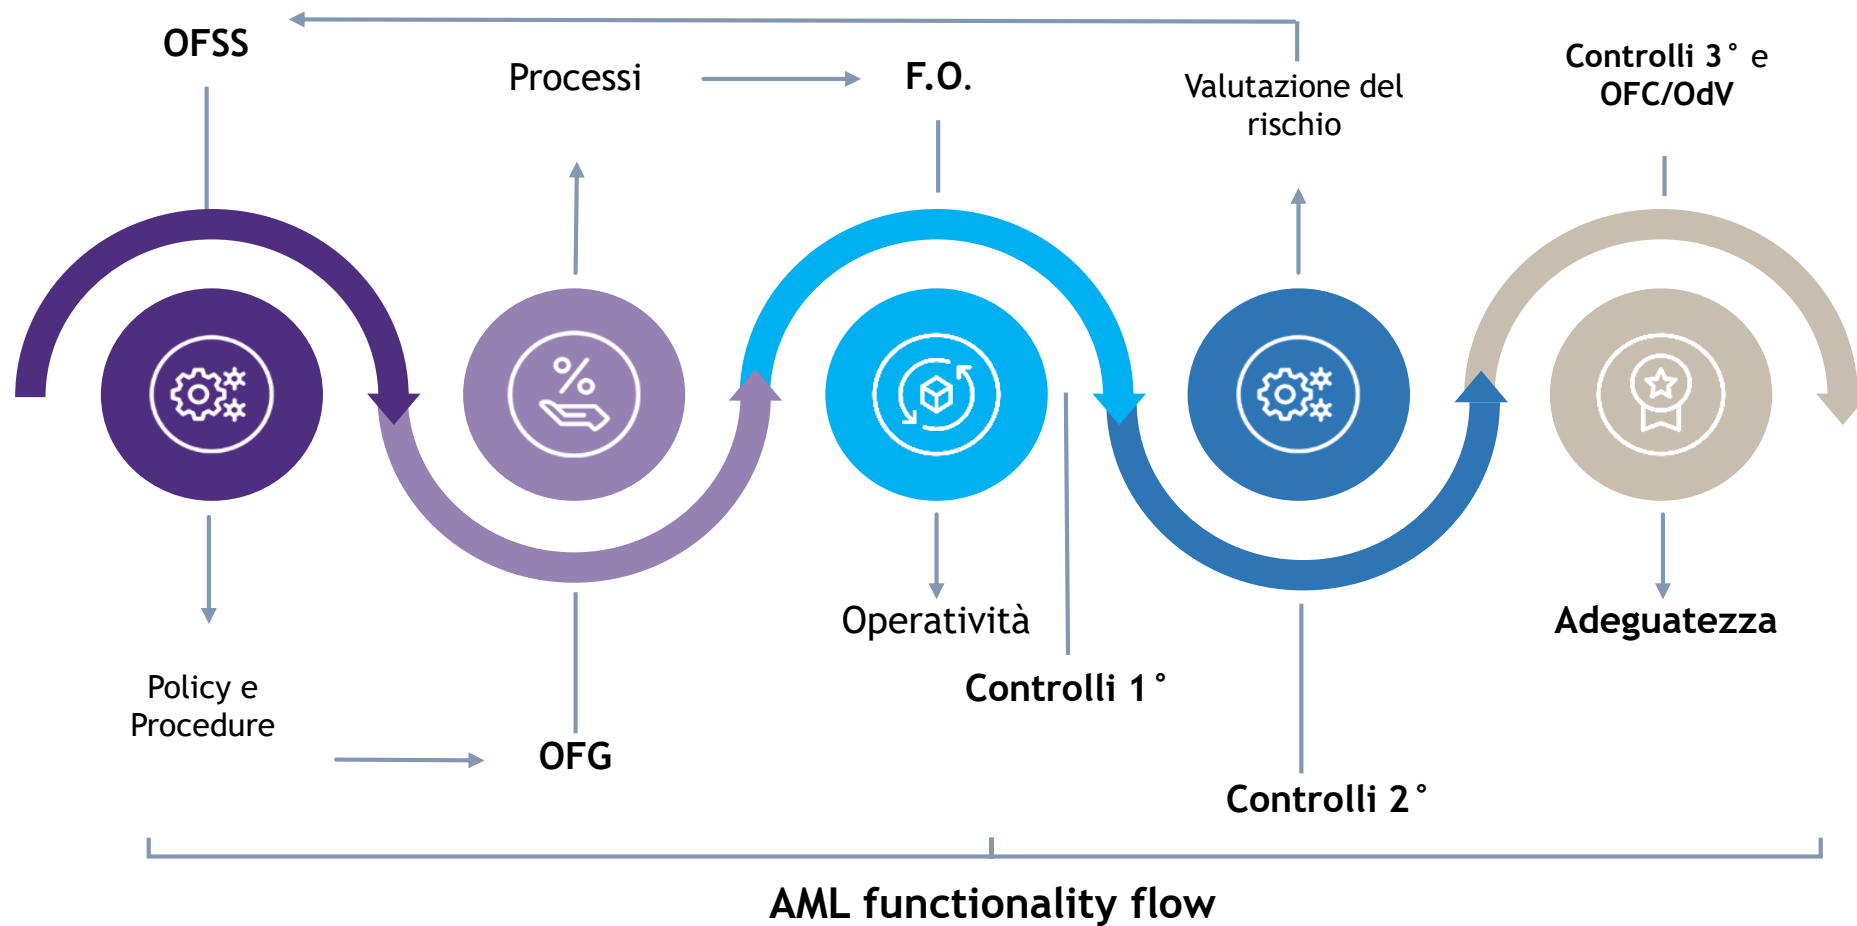 OFSS
Processi
F.O.
Valutazione del
rischio
Controlli 3° e
OFC/OdV
Policy e
Procedure
OFG
Operatività
Controlli 1°
Controlli 2°
Adeguatezza
AML functionality flow